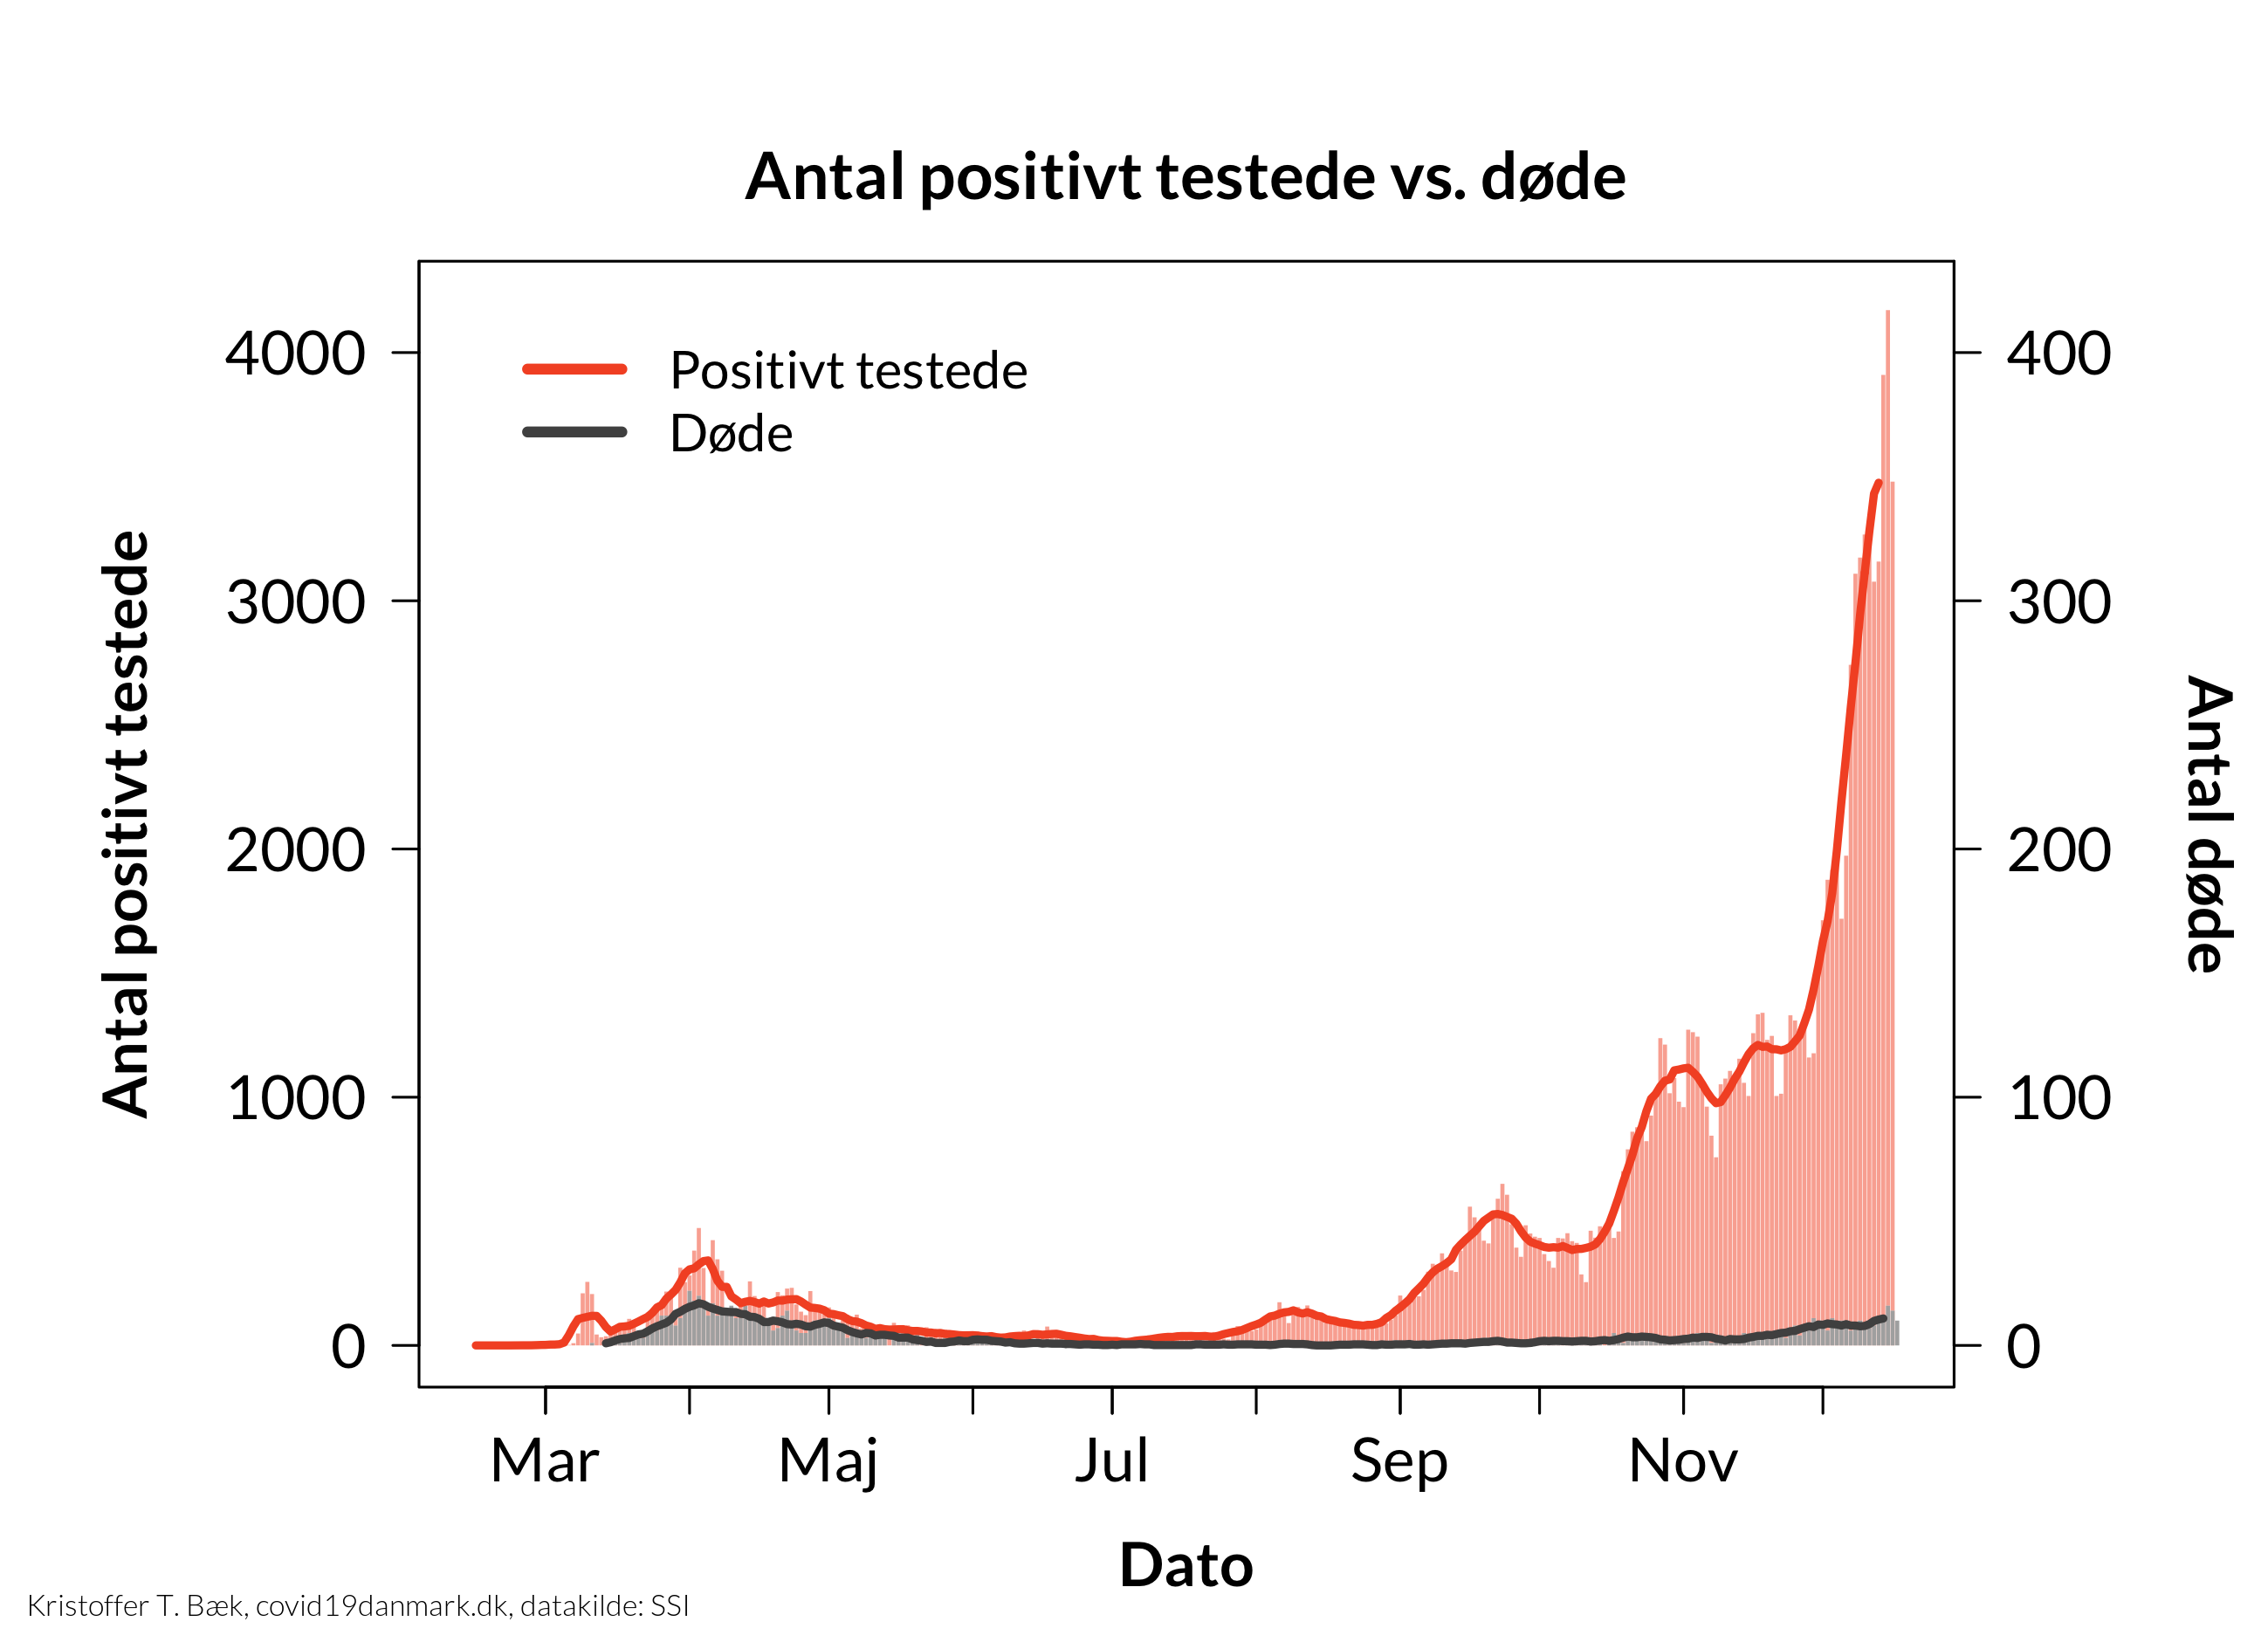 Antal positivt testede vs. døde
Antal positivt testede
4000
3000
2000
1000
0
Positivt testede
Døde
400
300
200
100
0
Antal døde
Mar Maj Jul Sep Nov
Dato
Kristoffer T. Bæk, covid19danmark.dk, datakilde: SSI